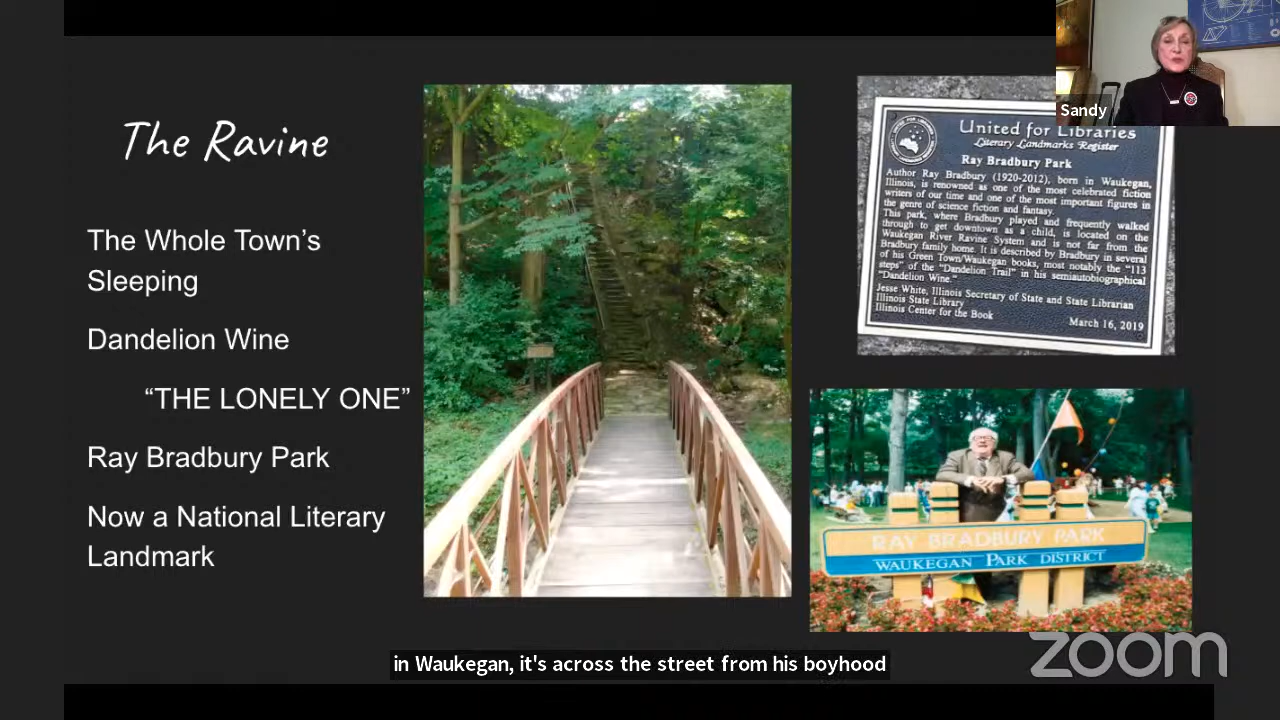 The Ravine
The Whole Town's
Sleeping
Dandelion Wine
"THE LONELY ONE"
Ray Bradbury Park
Now a National Literary
Landmark
United for Libraries
Literary Landmarks Register
Ray Bradbury Park
Author Ray Bradbury (1920-2012), born in Waukegan,
Illinois, is renowned as one of the most celebrated fiction
writers of our time and one of the most important figures in
the genre of science fiction and fantasy.
This park, where Bradbury played and frequently walked
through to get downtown as a child, is located on the
Waukegan River Ravine System and is not far from the
Bradbury family home. It is described by Bradbury in several
of his Green Town/Waukegan books, most notably the "113
steps" of the "Dandelion Trail" in his semiautobiographical
"Dandelion Wine."
Jesse White, Illinois Secretary of State and State Librarian
Illinois State Library
Illinois Center for the Book
March 16, 2019
Sandy
RAY BRADBURY PARK
WAUKEGAN PARK DISTRICT
in Waukegan, it's across the street from his boyhood
zoom